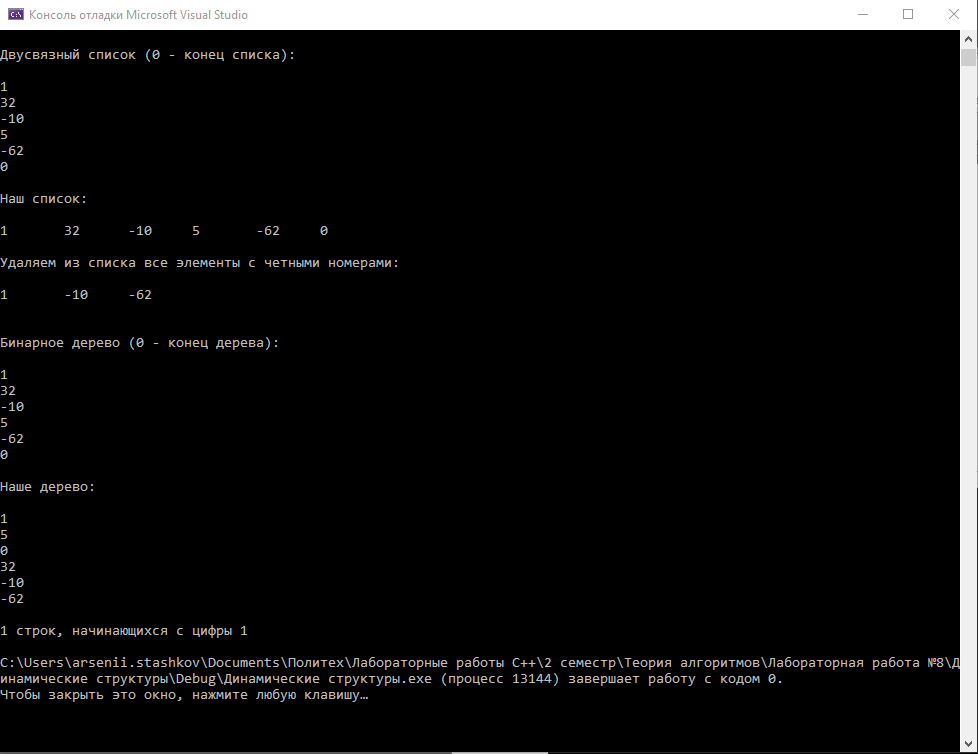 Консоль отладки Microsoft Visual Studio
Двусвязный список (0 - конец списка):
1
32
-10
5
-62
0
Наш список:
1 32 -10 5 -62 0
Удаляем из списка все элементы с четными номерами:
1 -10 -62
Бинарное дерево (0 - конец дерева):
1
32
-10
5
-62
0
Наше дерево:
1
5
0
32
-10
-62
1 строк, начинающихся с цифры 1
C:\Users\arsenii.stashkov\Documents\Политех\Лабораторные работы C++\2 семестр\Теория алгоритмов\Лабораторная работа №8\Д
инамические структуры\Debug\Динамические структуры.exe (процесс 13144) завершает работу с кодом 0.
Чтобы закрыть это окно, нажмите любую клавишу…